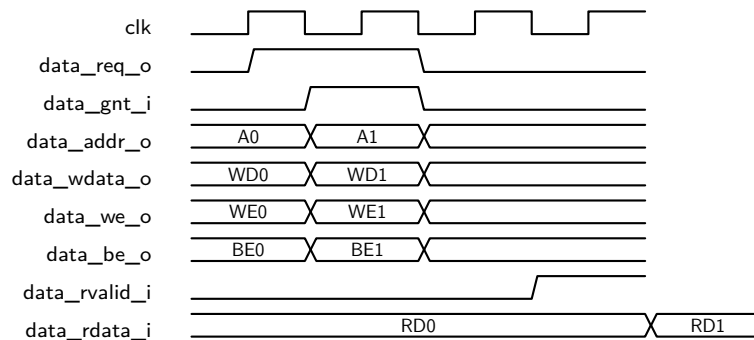 clk
data_req_o
data_gnt_i
data_addr_o A0 A1
data_wdata_o WD0 WD1
data_we_o WE0 WE1
data_be_o BE0 BE1
data_rvalid_i
data_rdata_i RD0 RD1